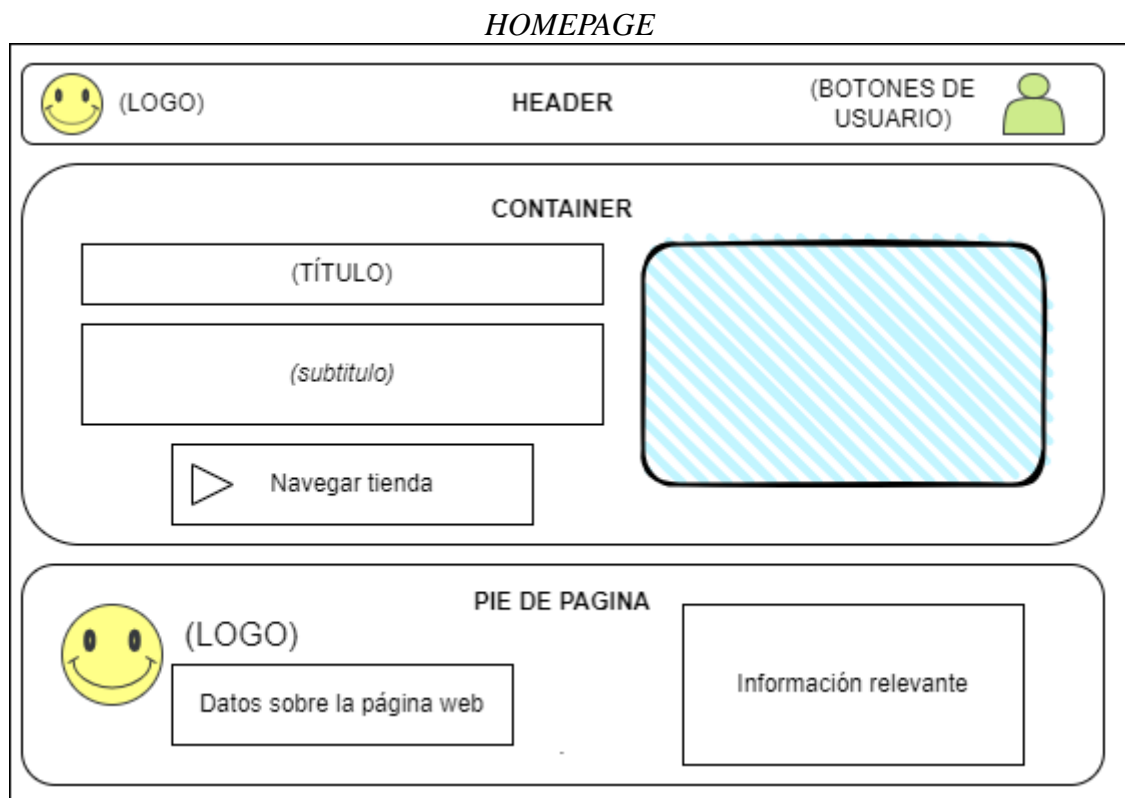 HOMEPAGE
(LOGO)
HEADER
(BOTONES DE
USUARIO)
CONTAINER
(TÍTULO)
(subtitulo)
Navegar tienda
PIE DE PAGINA
(LOGO)
Datos sobre la página web
Información relevante